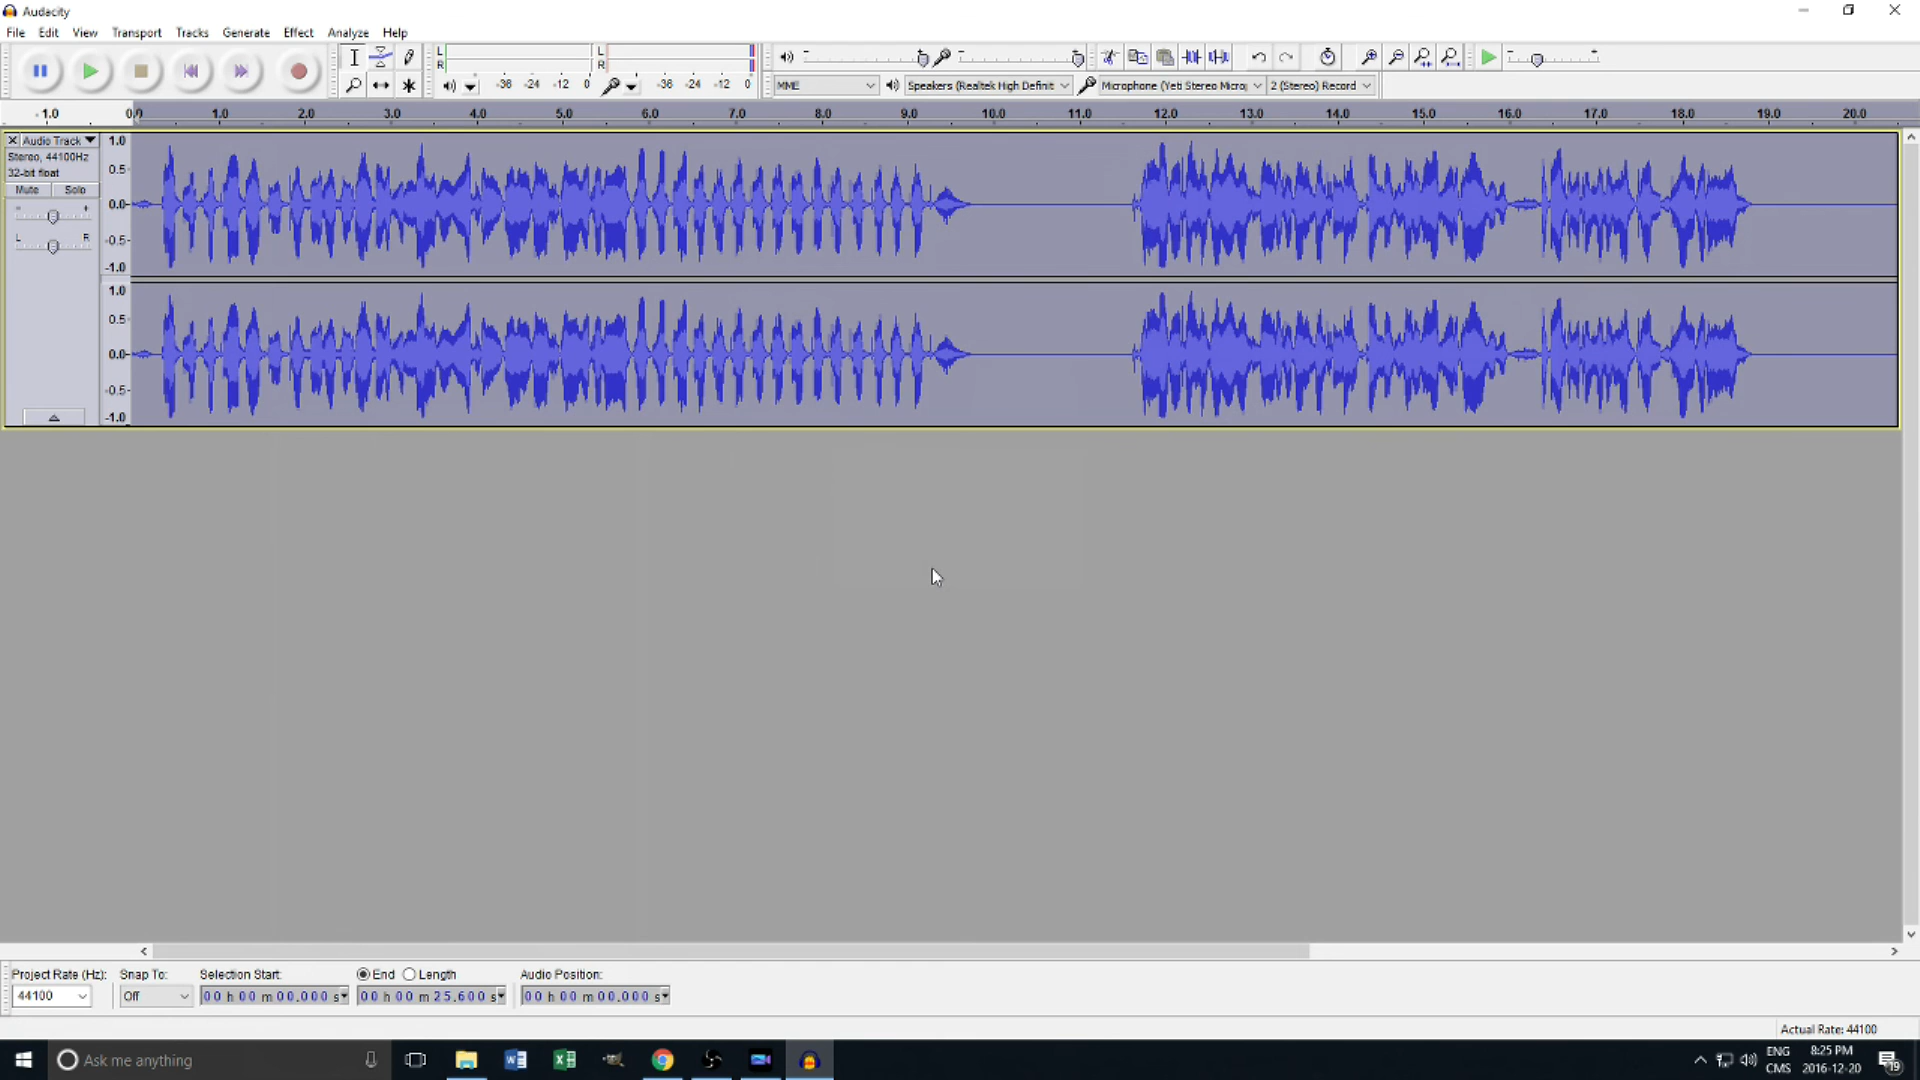 Audacity
File Edit View Transport Tracks Generate Effect Analyze Help
L R L R
-36 -24 -12 0 -36 -24 -12 0
MME Speakers (Realtek High Definit Microphone (Yeti Stereo Microp 2 (Stereo) Record
-1.0 0.0 1.0 2.0 3.0 4.0 5.0 6.0 7.0 8.0 9.0 10.0 11.0 12.0 13.0 14.0 15.0 16.0 17.0 18.0 19.0 20.0
Audio Track 1.0
Stereo, 44100Hz 0.5
32-bit float
Mute Solo
- + 0.0
L R -0.5
-1.0
1.0
0.5
0.0
-0.5
-1.0
Project Rate (Hz): Snap To: Selection Start: End Length Audio Position:
44100 Off 00 h 00 m 00.000 s 00 h 00 m 25.600 s 00 h 00 m 00.000 s
Actual Rate: 44100
Ask me anything
ENG 8:25 PM
CMS 2016-12-20 19